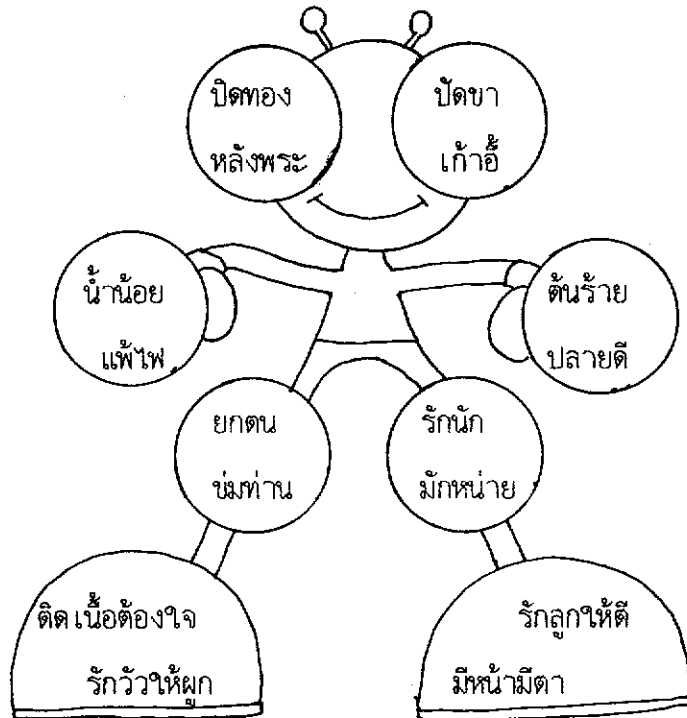 ปิดทอง
หลังพระ
ปัดขา
เก้าอี้
น้ำน้อย
แพ้ไฟ
ต้นร้าย
ปลายดี
ยกตน
ข่มท่าน
รักนัก
มักหน่าย
ติดเนื้อต้องใจ
รักวัวให้ผูก
รักลูกให้ตี
มีหน้ามีตา